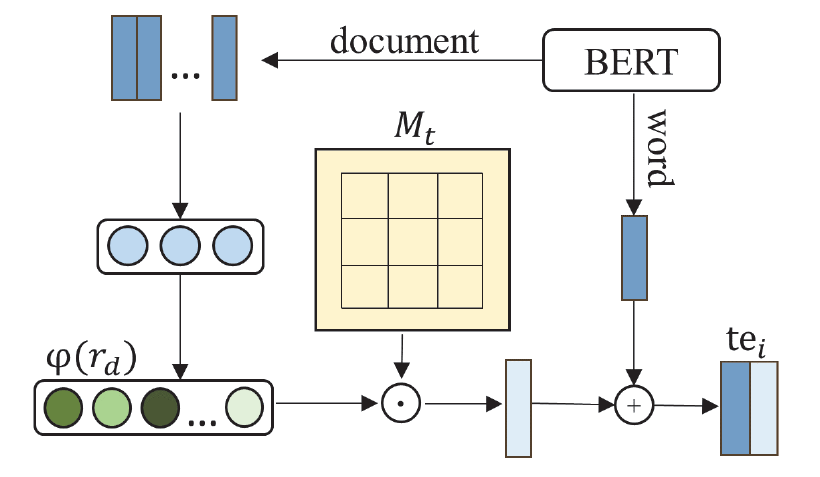 document
BERT
...
M_t
word
φ(r_d)
te_i
...
+